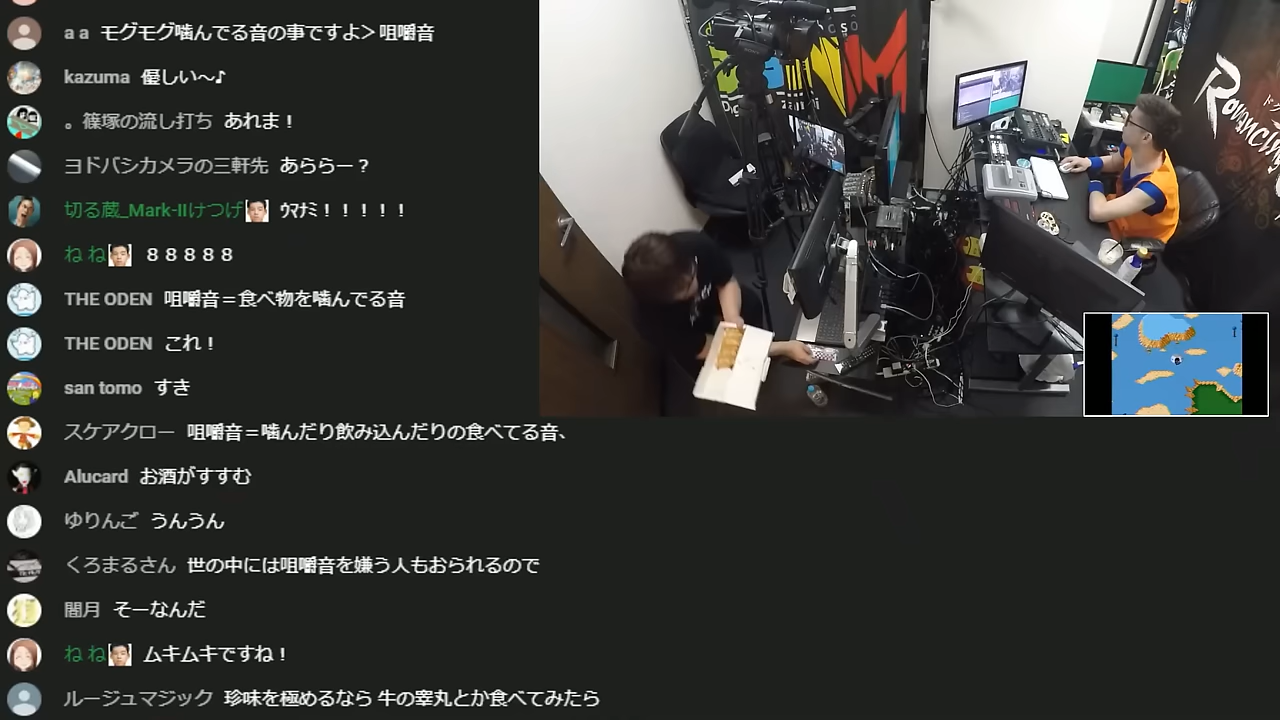 a a モグモグ噛んでる音の事ですよ＞咀嚼音
kazuma 優しい～♪
。篠塚の流し打ち あれま！
ヨドバシカメラの三軒先 あららー？
切る蔵_Mark-IIけつげ ｳﾏﾅﾐ！！！！！
ね ね ８８８８８
THE ODEN 咀嚼音＝食べ物を噛んでる音
THE ODEN これ！
san tomo すき
スケアクロー 咀嚼音＝噛んだり飲み込んだりの食べてる音、
Alucard お酒がすすむ
ゆりんご うんうん
くろまるさん 世の中には咀嚼音を嫌う人もおられるので
闇月 そーなんだ
ね ね ムキムキですね！
ルージュマジック 珍味を極めるなら 牛の睾丸とか食べてみたら